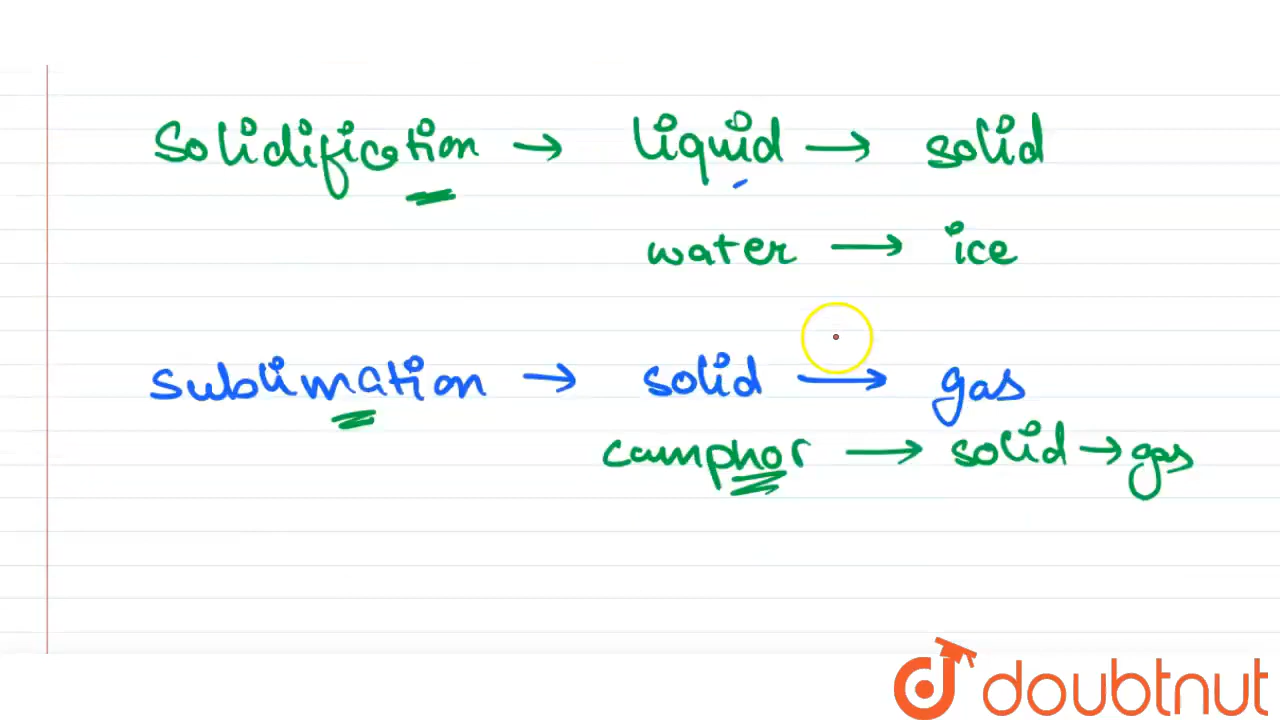 Solidification → liquid → solid
water → ice
sublimation → solid → gas
camphor → solid → gas
doubtnut